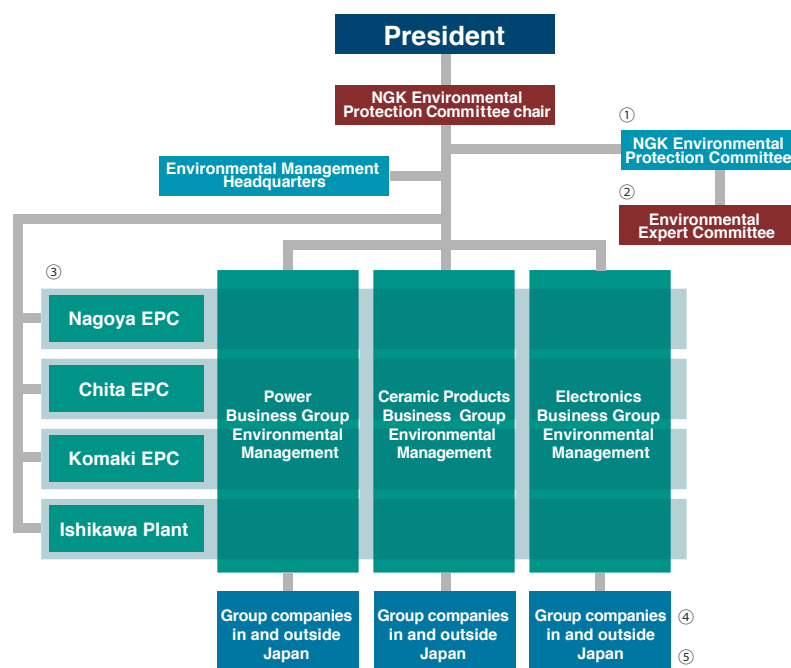 President
NGK Environmental
Protection Committee chair
①
NGK Environmental
Protection Committee
Environmental Management
Headquarters
②
Environmental
Expert Committee
③
Nagoya EPC
Chita EPC
Komaki EPC
Ishikawa Plant
Power
Business Group
Environmental
Management
Ceramic Products
Business Group
Environmental
Management
Electronics
Business Group
Environmental
Management
Group companies
in and outside
Japan
Group companies
in and outside
Japan
Group companies
in and outside
Japan
④
⑤